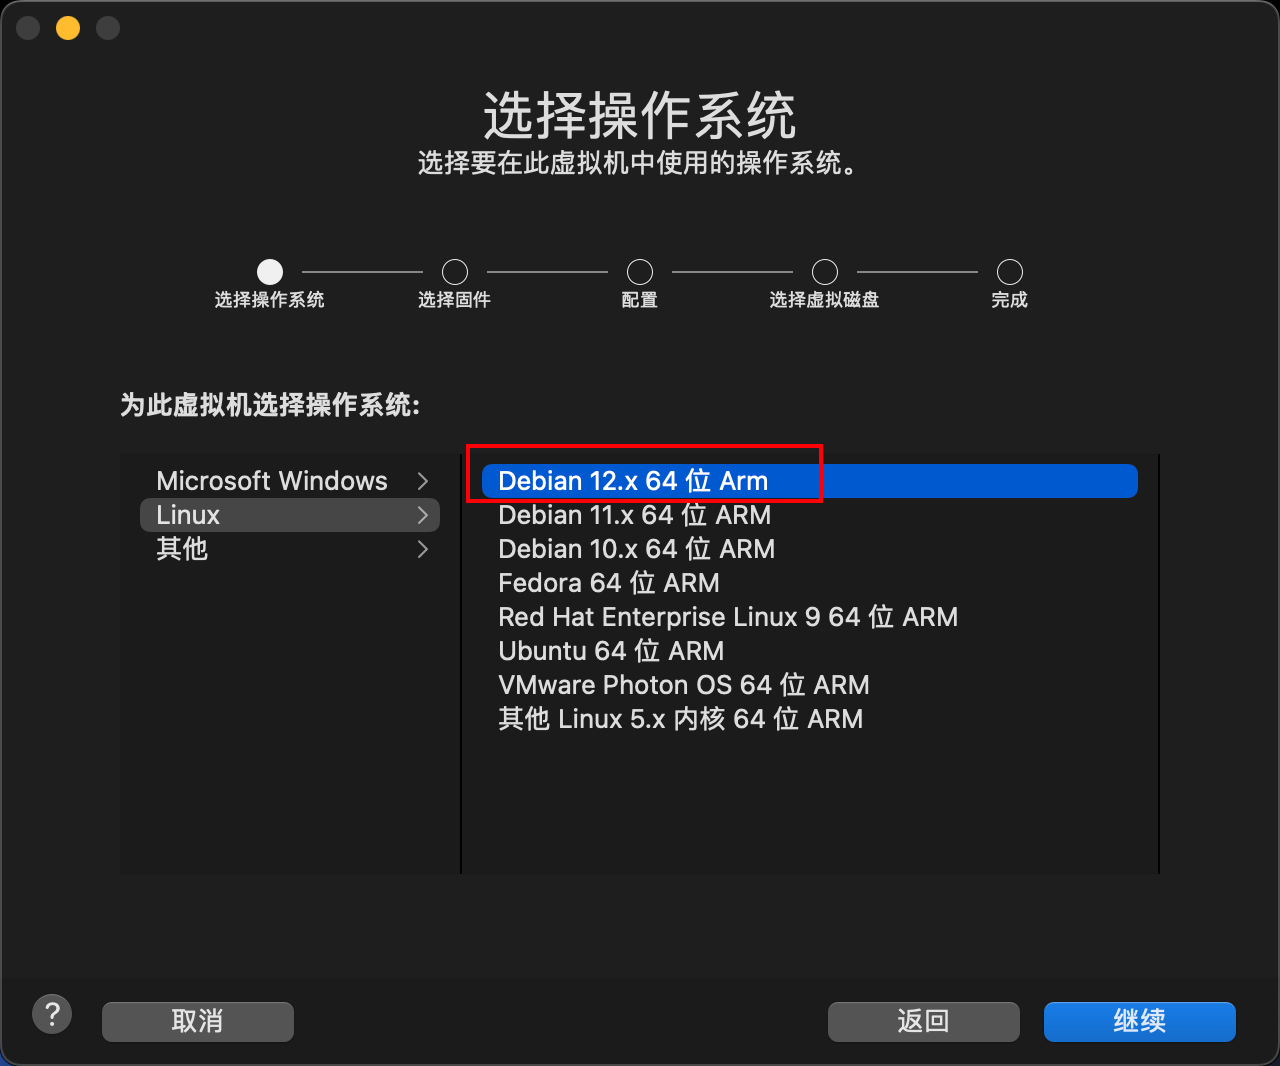 选择操作系统
选择要在此虚拟机中使用的操作系统。
选择操作系统
选择固件
配置
选择虚拟磁盘
完成
为此虚拟机选择操作系统:
Microsoft Windows
Linux
其他
Debian 12.x 64 位 Arm
Debian 11.x 64 位 ARM
Debian 10.x 64 位 ARM
Fedora 64 位 ARM
Red Hat Enterprise Linux 9 64 位 ARM
Ubuntu 64 位 ARM
VMware Photon OS 64 位 ARM
其他 Linux 5.x 内核 64 位 ARM
?
取消
返回
继续